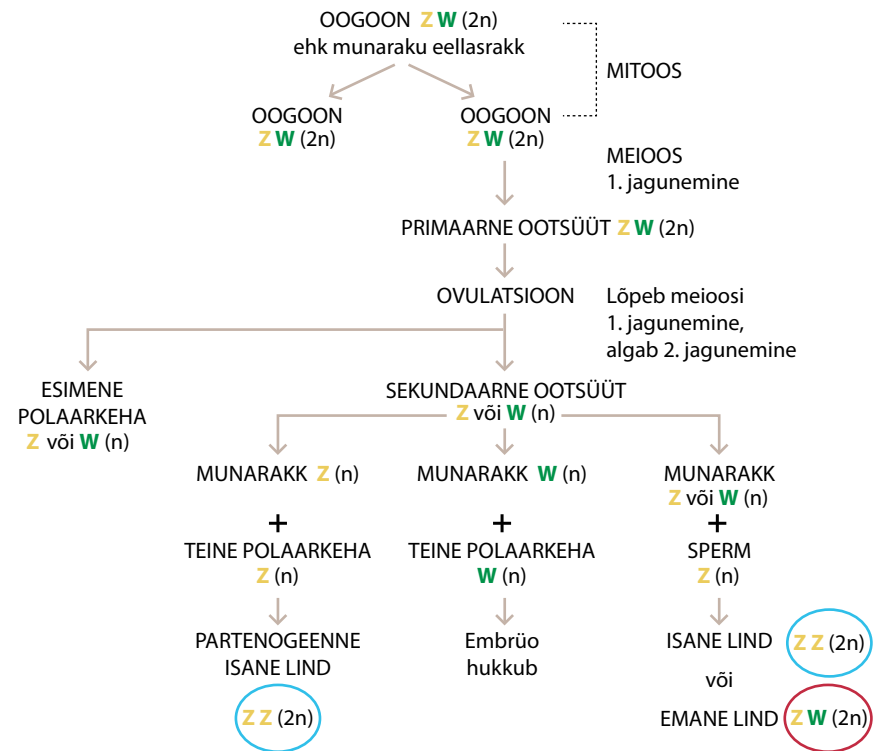 OOGOON Z W (2n)
ehk munaraku eellasrakk
MITOOS
OOGOON
Z W (2n)
OOGOON
Z W (2n)
MEIOOS
1. jagunemine
PRIMAARNE OOTSÜÜT Z W (2n)
OVULATSIOON
Lõpeb meioosi
1. jagunemine,
algab 2. jagunemine
ESIMENE
POLAARKEHA
Z või W (n)
SEKUNDAARNE OOTSÜÜT
Z või W (n)
MUNARAKK Z (n)
+
TEINE POLAARKEHA
Z (n)
PARTENOGEENNE
ISANE LIND
Z Z (2n)
MUNARAKK W (n)
+
TEINE POLAARKEHA
W (n)
Embrüo
hukkub
MUNARAKK
Z või W (n)
+
SPERM
Z (n)
ISANE LIND Z Z (2n)
või
EMANE LIND Z W (2n)